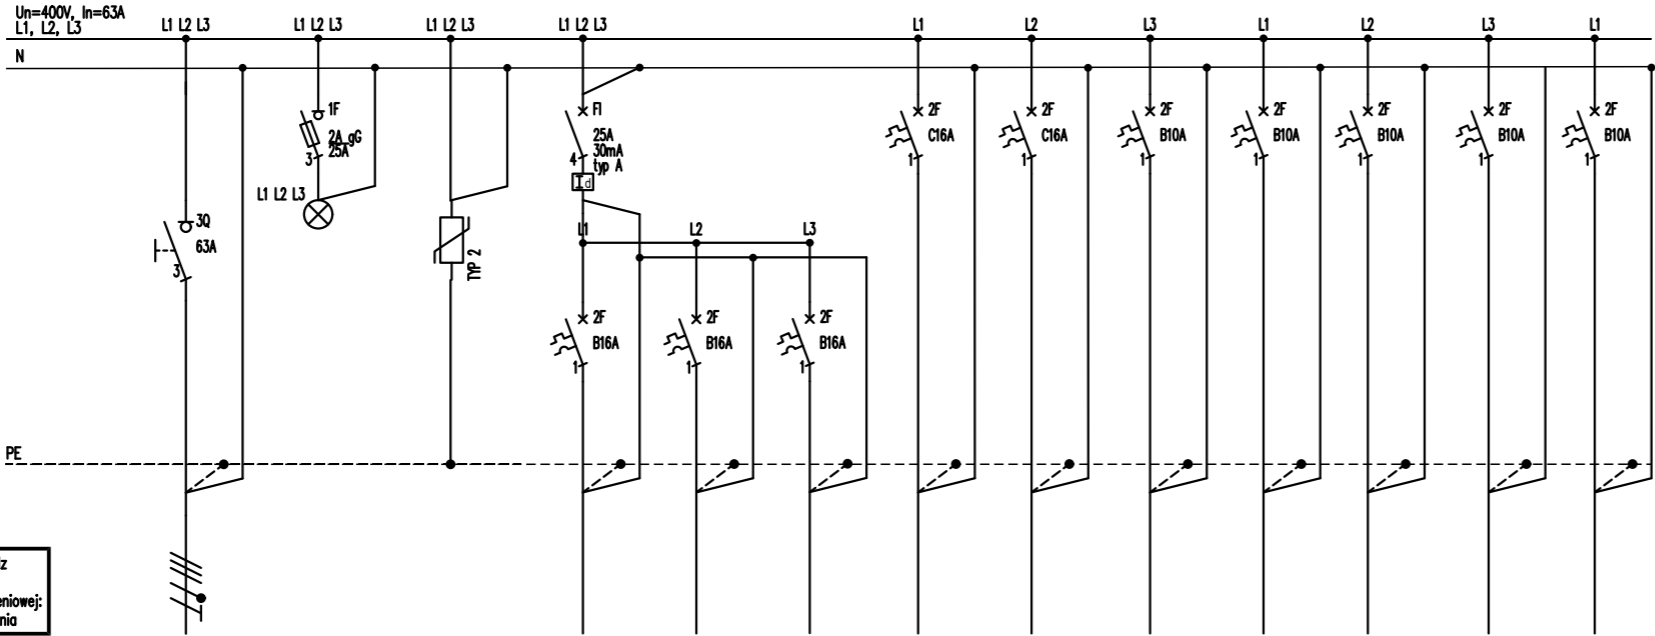 Un=400V, In=63A
L1, L2, L3
L1 L2 L3
L1 L2 L3
L1 L2 L3
L1 L2 L3
L1
L2
L3
L1
L2
L3
L1
N
1F
2A gG
25A
3
L1 L2 L3
3Q
63A
3
TYP 2
FI
25A
30mA
typ A
4
Id
L1
L2
L3
2F
B16A
1
2F
B16A
1
2F
B16A
1
2F
C16A
1
2F
C16A
1
2F
B10A
1
2F
B10A
1
2F
B10A
1
2F
B10A
1
2F
B10A
1
PE